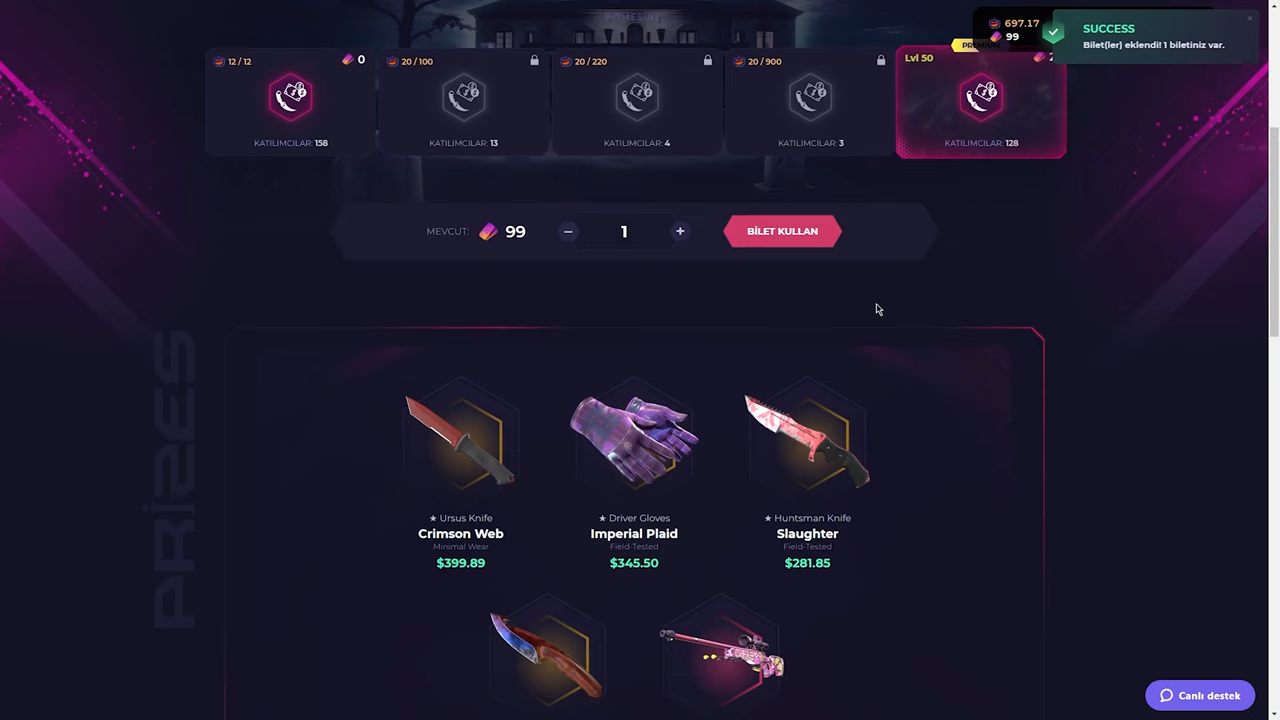 697.17
99
SUCCESS
Bilet(ler) eklendi! 1 biletiniz var.
12 / 12
0
KATILIMCILAR: 158
20 / 100
KATILIMCILAR: 13
20 / 220
KATILIMCILAR: 4
20 / 900
KATILIMCILAR: 3
Lvl 50
KATILIMCILAR: 128
MEVCUT: 99
− 1 +
BİLET KULLAN
PRİZES
★ Ursus Knife
Crimson Web
Minimal Wear
$399.89
★ Driver Gloves
Imperial Plaid
Field-Tested
$345.50
★ Huntsman Knife
Slaughter
Field-Tested
$281.85
Canlı destek